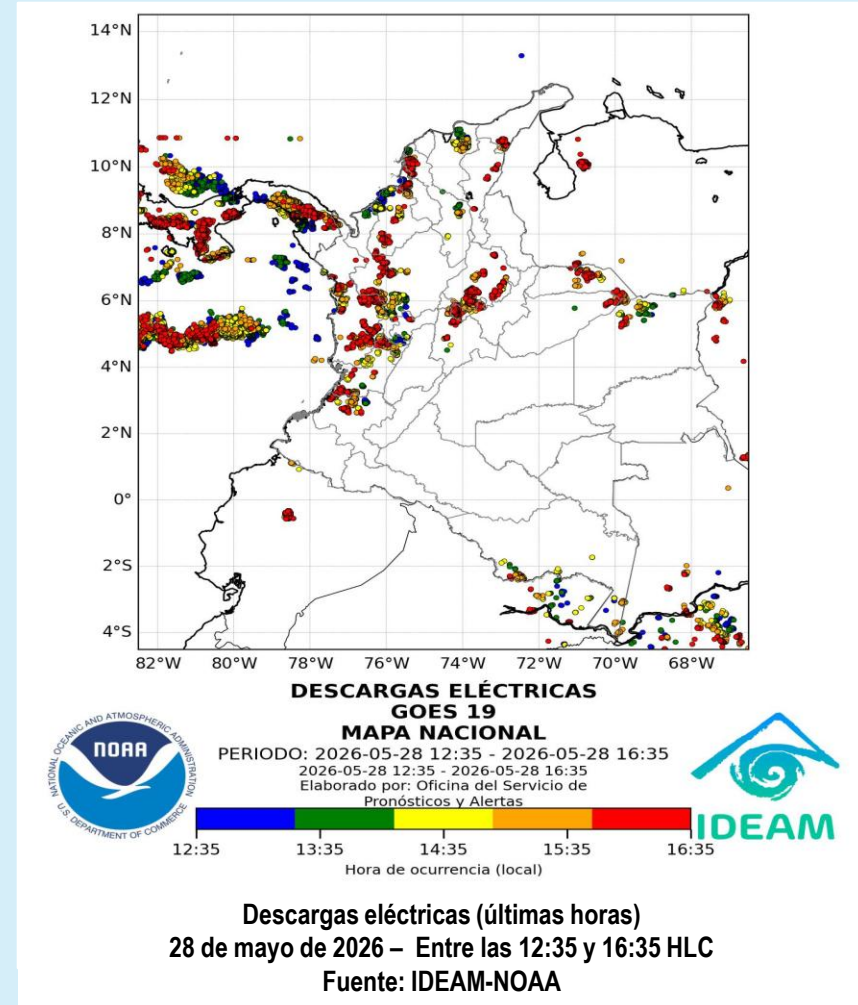 14°N
12°N
10°N
8°N
6°N
4°N
2°N
0°
2°S
4°S
82°W 80°W 78°W 76°W 74°W 72°W 70°W 68°W
DESCARGAS ELÉCTRICAS
GOES 19
MAPA NACIONAL
PERIODO: 2026-05-28 12:35 - 2026-05-28 16:35
2026-05-28 12:35 - 2026-05-28 16:35
Elaborado por: Oficina del Servicio de
Pronósticos y Alertas
NATIONAL OCEANIC AND ATMOSPHERIC ADMINISTRATION
NOAA
U.S. DEPARTMENT OF COMMERCE
IDEAM
12:35 13:35 14:35 15:35 16:35
Hora de ocurrencia (local)
Descargas eléctricas (últimas horas)
28 de mayo de 2026 – Entre las 12:35 y 16:35 HLC
Fuente: IDEAM-NOAA